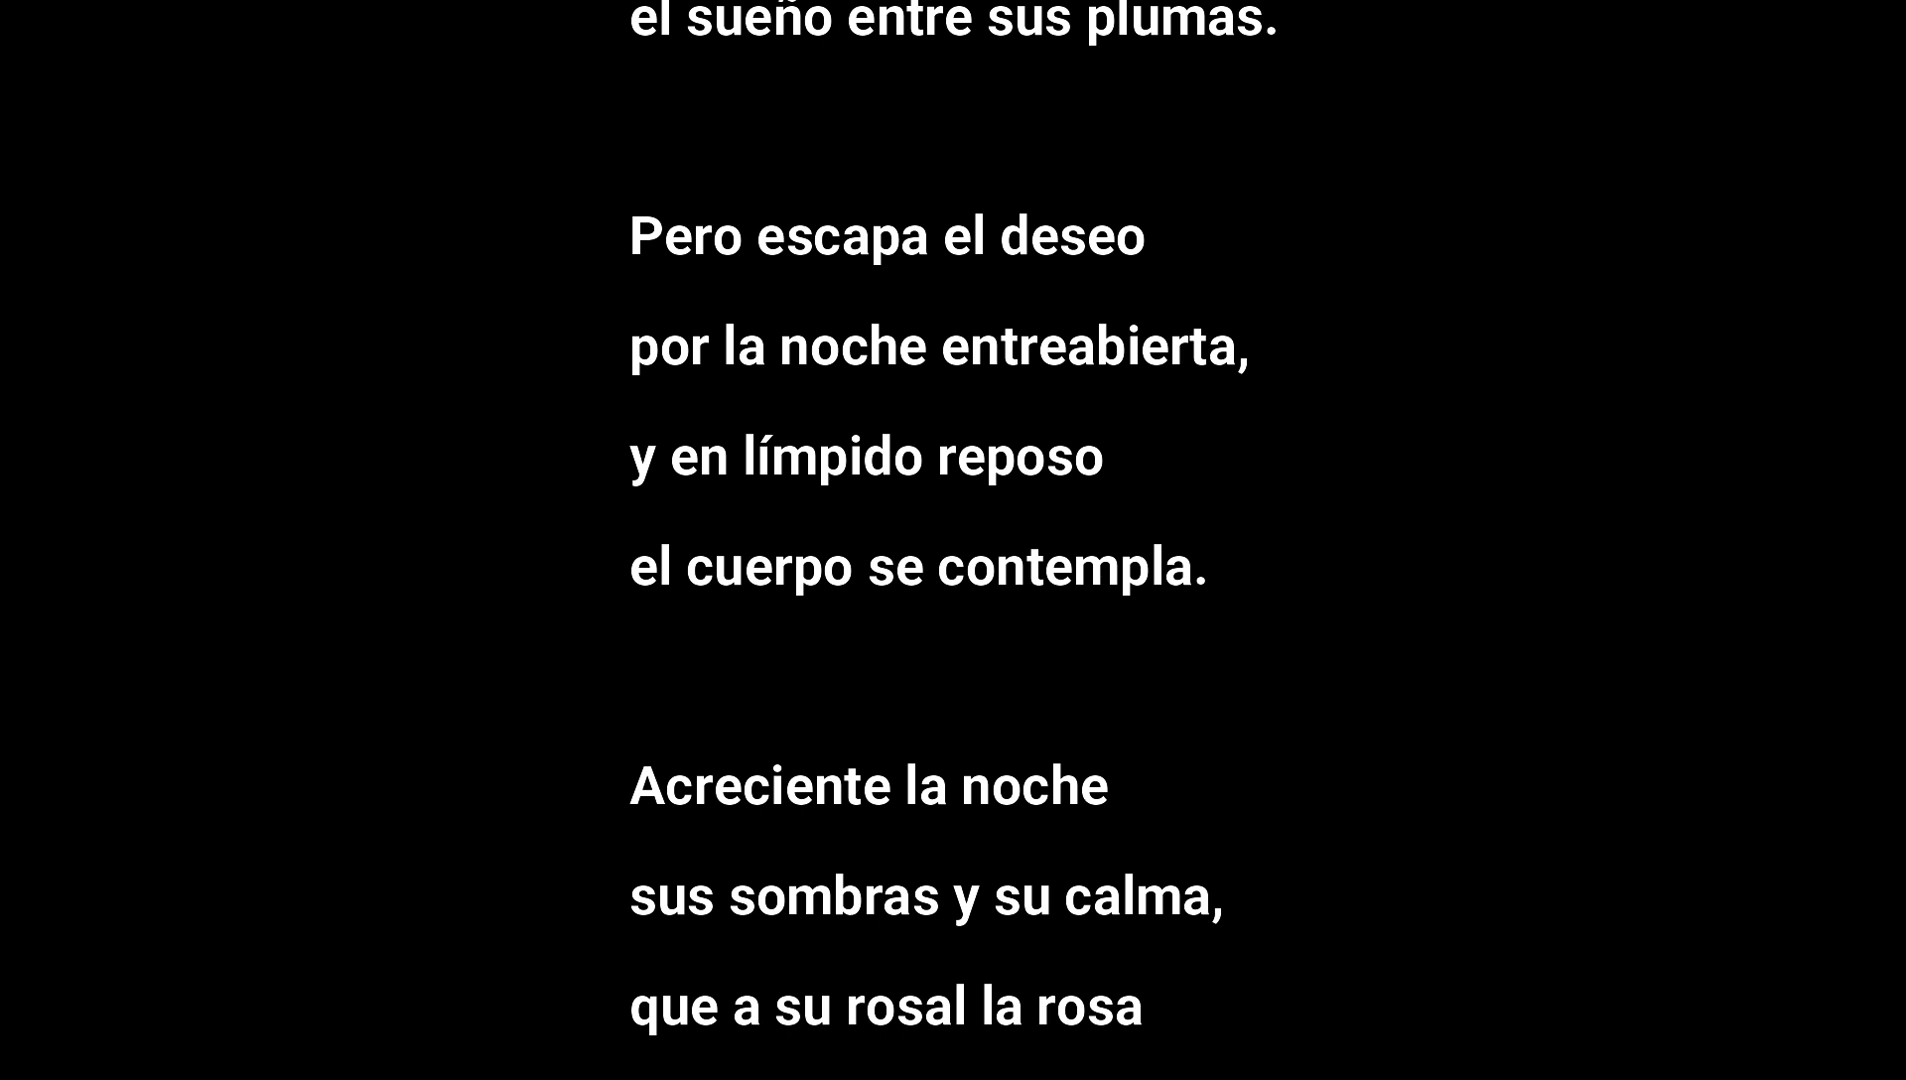 el sueño entre sus plumas.
Pero escapa el deseo
por la noche entreabierta,
y en límpido reposo
el cuerpo se contempla.
Acreciente la noche
sus sombras y su calma,
que a su rosal la rosa